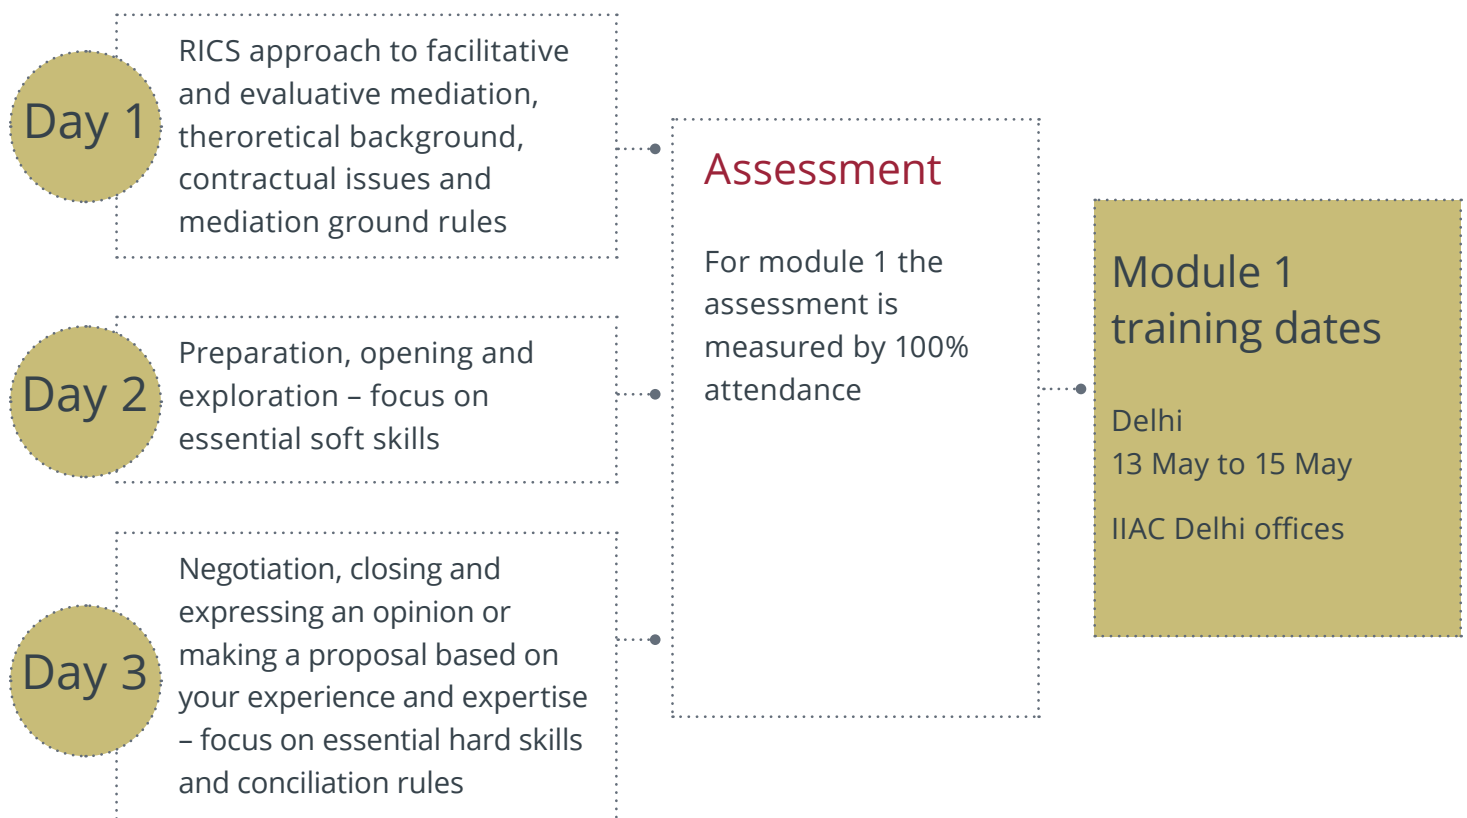 Day 1
RICS approach to facilitative
and evaluative mediation,
theroretical background,
contractual issues and
mediation ground rules
Day 2
Preparation, opening and
exploration – focus on
essential soft skills
Day 3
Negotiation, closing and
expressing an opinion or
making a proposal based on
your experience and expertise
– focus on essential hard skills
and conciliation rules
Assessment
For module 1 the
assessment is
measured by 100%
attendance
Module 1
training dates
Delhi
13 May to 15 May
IIAC Delhi offices